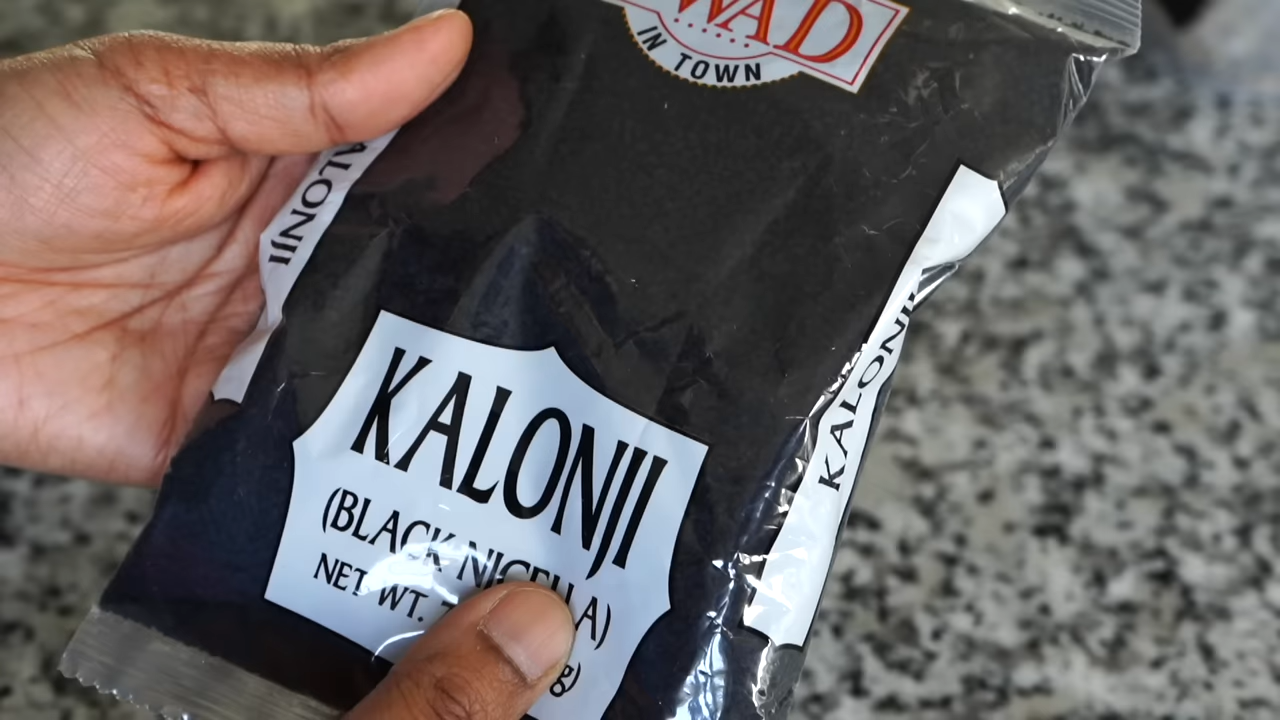 WAD
IN TOWN
KALONJI
KALONJI
KALONJI
(BLACK NIGELLA)
NET WT.
g)